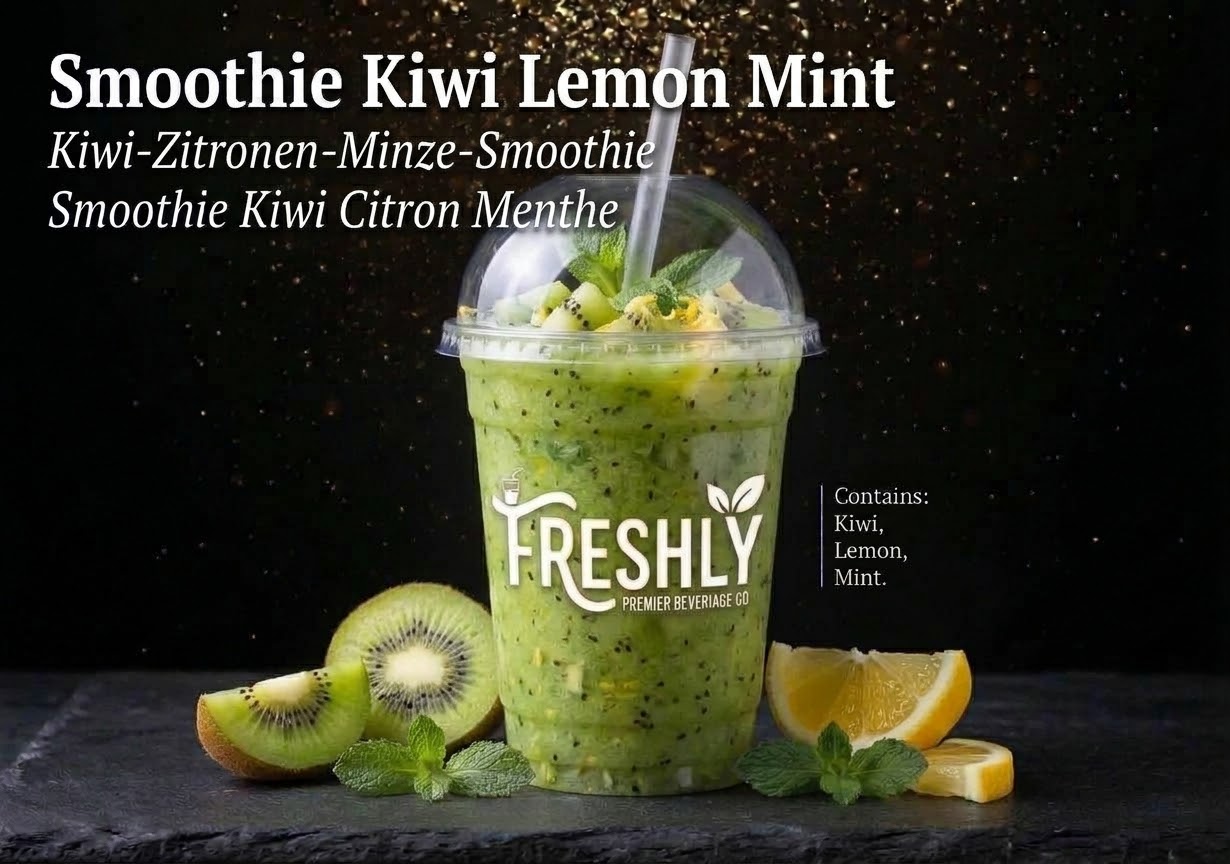 Smoothie Kiwi Lemon Mint
Kiwi-Zitronen-Minze-Smoothie
Smoothie Kiwi Citron Menthe
FRESHLY
PREMIER BEVERIAGE CO
Contains:
Kiwi,
Lemon,
Mint.